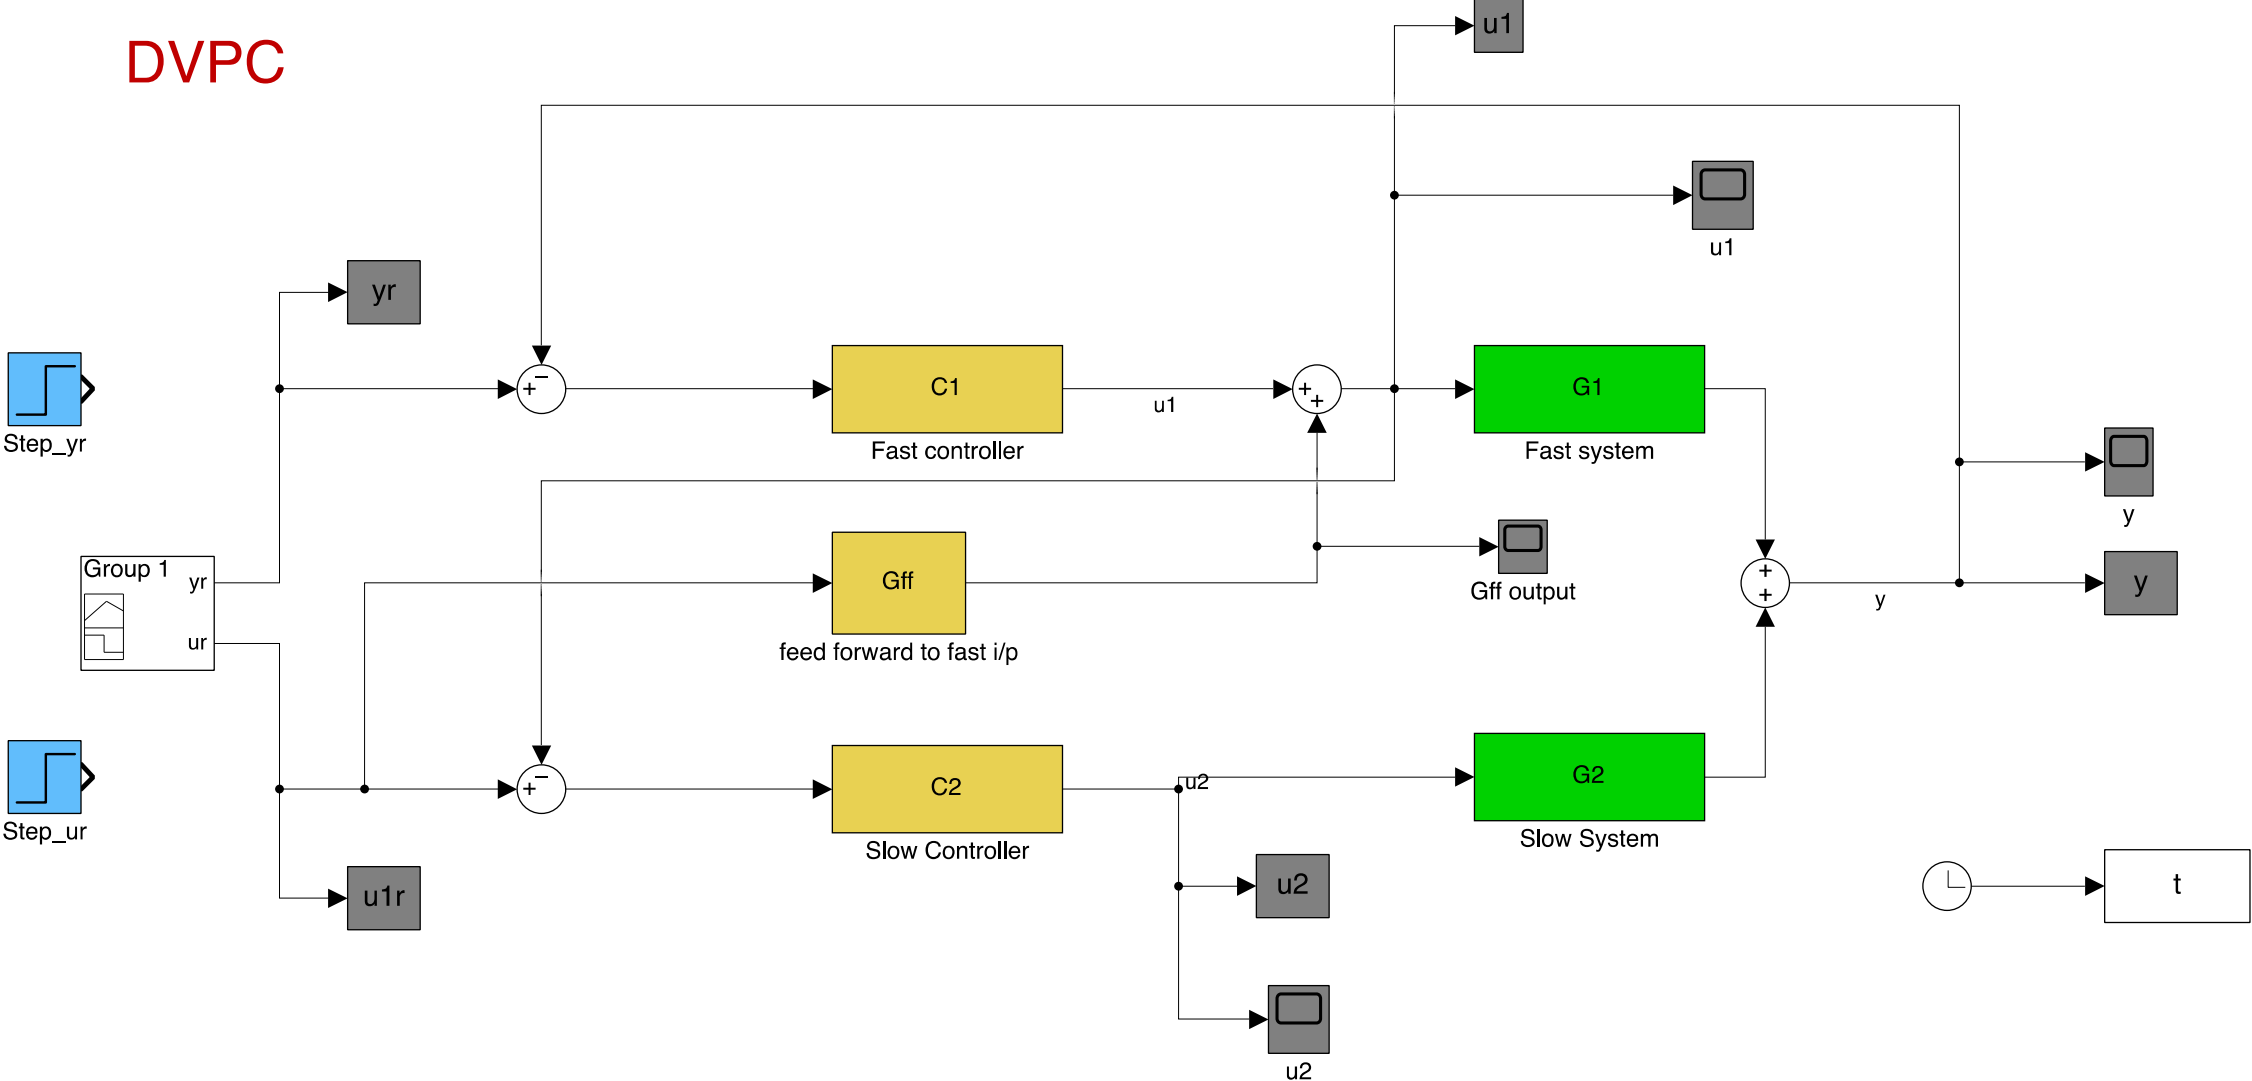 DVPC
u1
u1
yr
+
−
C1
Fast controller
u1
+
+
G1
Fast system
Step_yr
y
Group 1
yr
ur
Gff
feed forward to fast i/p
Gff output
+
+
y
y
Step_ur
+
−
C2
Slow Controller
u2
G2
Slow System
u1r
u2
t
u2